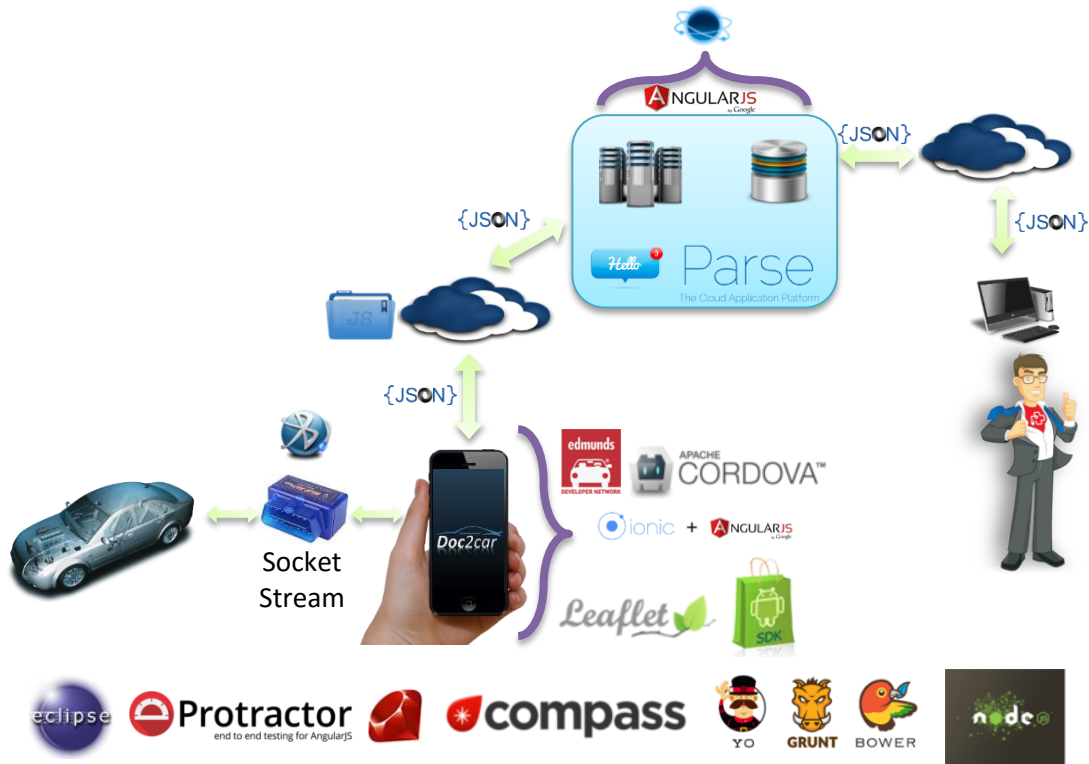 ANGULARJS
by Google
{JSON}
{JSON}
{JSON}
Hello
3
Parse
The Cloud Application Platform
JS
{JSON}
edmunds
DEVELOPER NETWORK
APACHE
CORDOVA™
Doc2car
ionic + ANGULARJS
by Google
Socket
Stream
Leaflet
SDK
eclipse
Protractor
end to end testing for AngularJS
compass
YO
GRUNT
BOWER
node
JS